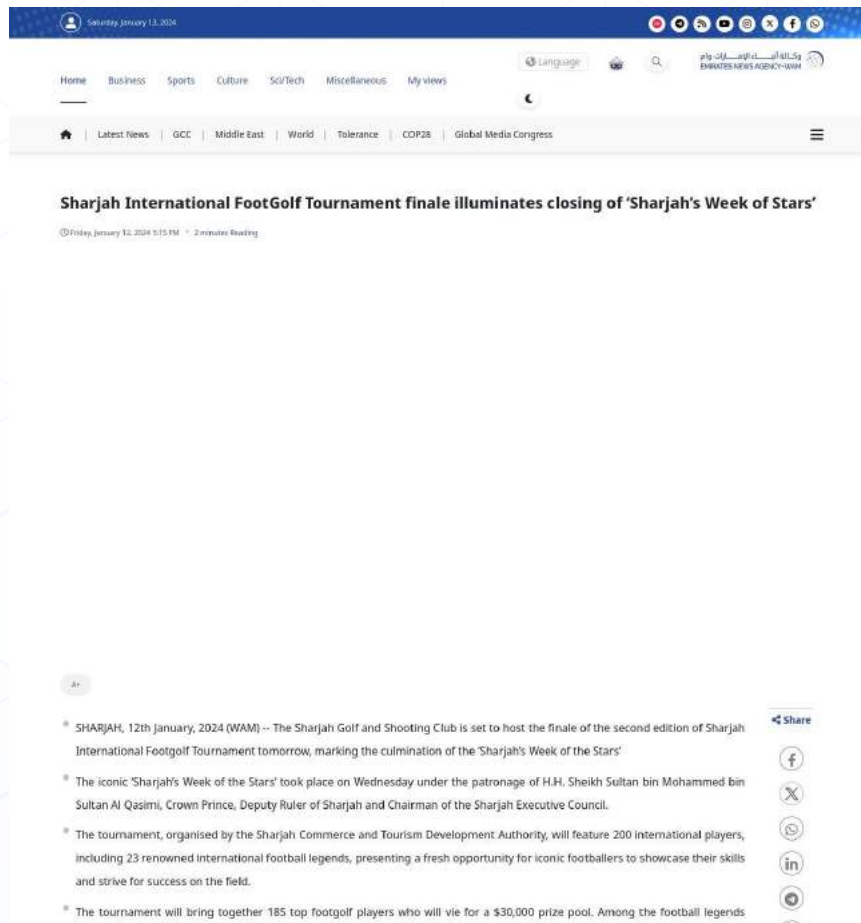 Saturday, January 13, 2024
Language
وكالة أنباء الإمارات وام
EMIRATES NEWS AGENCY-WAM
Home Business Sports Culture Sci/Tech Miscellaneous My views
Latest News | GCC | Middle East | World | Tolerance | COP28 | Global Media Congress
Sharjah International FootGolf Tournament finale illuminates closing of ‘Sharjah’s Week of Stars’
Friday, January 12, 2024 5:15 PM * 2 minutes Reading
A+
SHARJAH, 12th January, 2024 (WAM) -- The Sharjah Golf and Shooting Club is set to host the finale of the second edition of Sharjah
International Footgolf Tournament tomorrow, marking the culmination of the ‘Sharjah’s Week of the Stars’
The iconic ‘Sharjah’s Week of the Stars’ took place on Wednesday under the patronage of H.H. Sheikh Sultan bin Mohammed bin
Sultan Al Qasimi, Crown Prince, Deputy Ruler of Sharjah and Chairman of the Sharjah Executive Council.
The tournament, organised by the Sharjah Commerce and Tourism Development Authority, will feature 200 international players,
including 23 renowned international football legends, presenting a fresh opportunity for iconic footballers to showcase their skills
and strive for success on the field.
The tournament will bring together 185 top footgolf players who will vie for a $30,000 prize pool. Among the football legends
Share